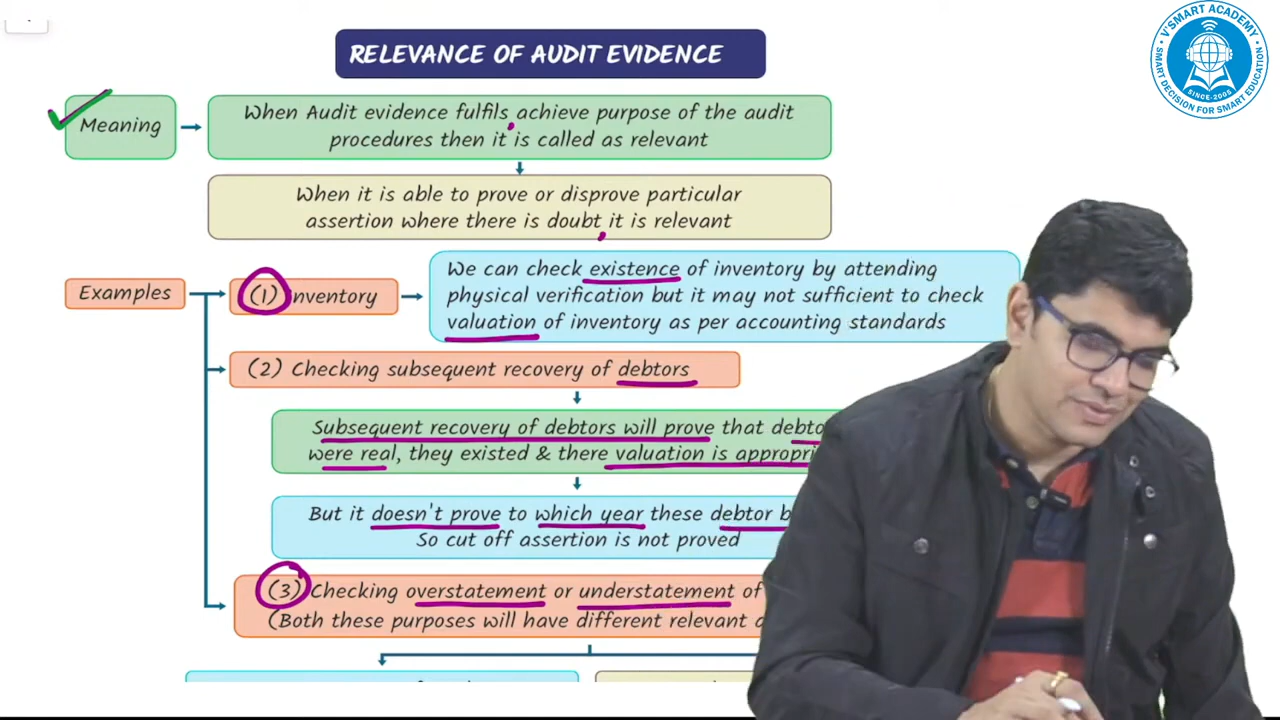 RELEVANCE OF AUDIT EVIDENCE
V'SMART ACADEMY
SMART DECISION FOR SMART EDUCATION
SINCE-2005
Meaning
When Audit evidence fulfils, achieve purpose of the audit
procedures then it is called as relevant
When it is able to prove or disprove particular
assertion where there is doubt, it is relevant
Examples
(1) Inventory
We can check existence of inventory by attending
physical verification but it may not sufficient to check
valuation of inventory as per accounting standards
(2) Checking subsequent recovery of debtors
Subsequent recovery of debtors will prove that
were real, they existed & there valuation is
But it doesn't prove to which year these debtor
So cut off assertion is not proved
(3) Checking overstatement or understatement of
(Both these purposes will have different relevant